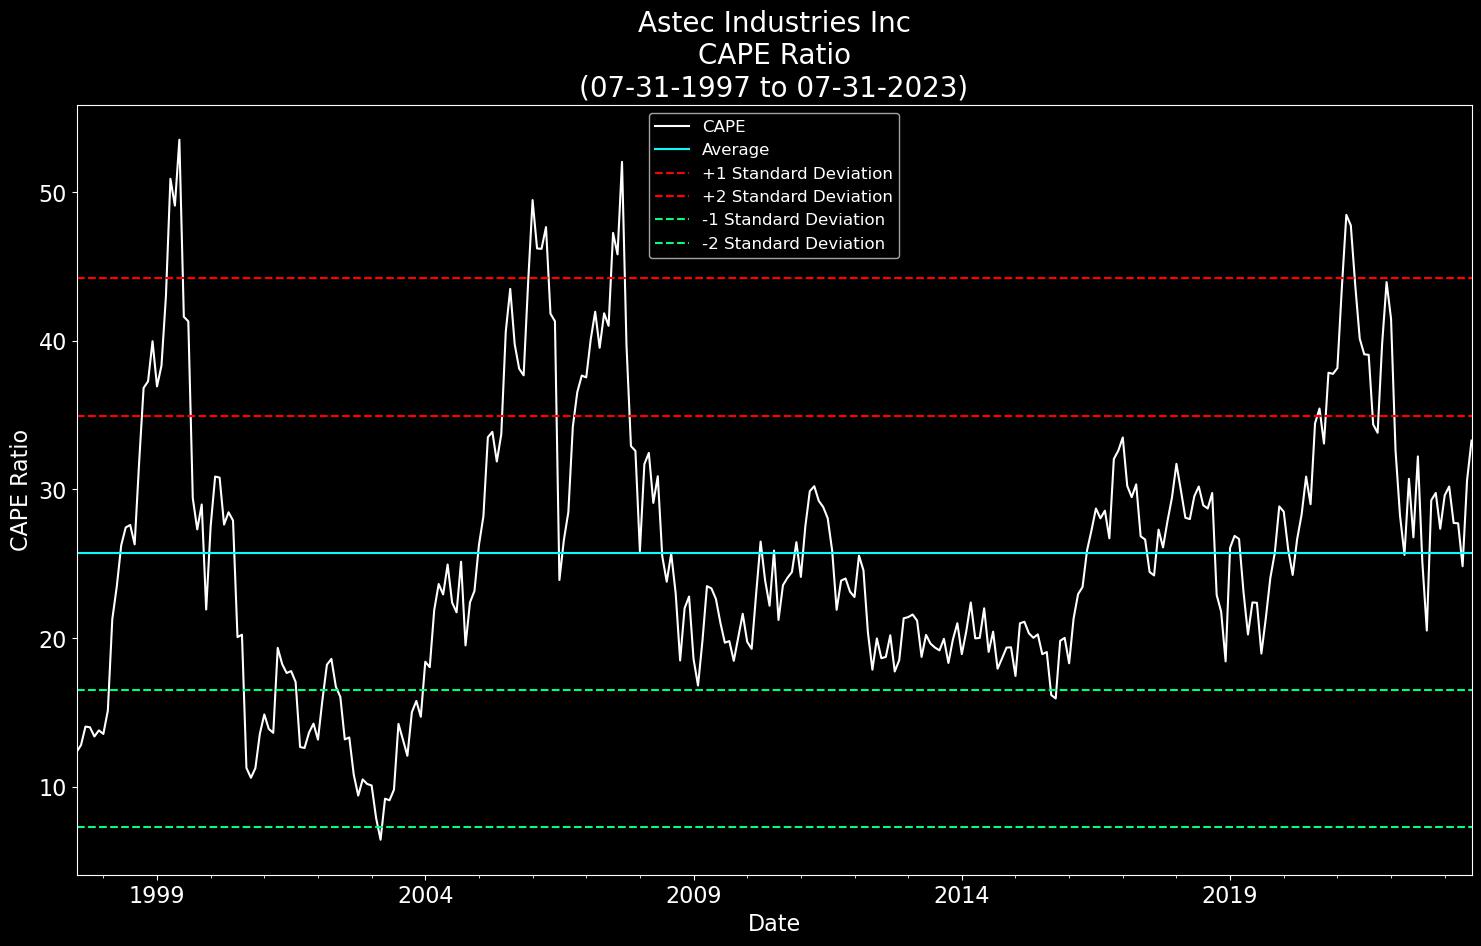 Astec Industries Inc
CAPE Ratio
(07-31-1997 to 07-31-2023)
CAPE
Average
+1 Standard Deviation
+2 Standard Deviation
-1 Standard Deviation
-2 Standard Deviation
CAPE Ratio
50
40
30
20
10
1999 2004 2009 2014 2019
Date